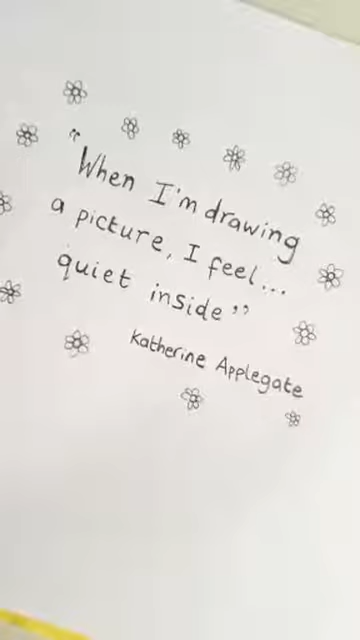 "When I'm drawing
a picture, I feel...
quiet inside"
Katherine Applegate